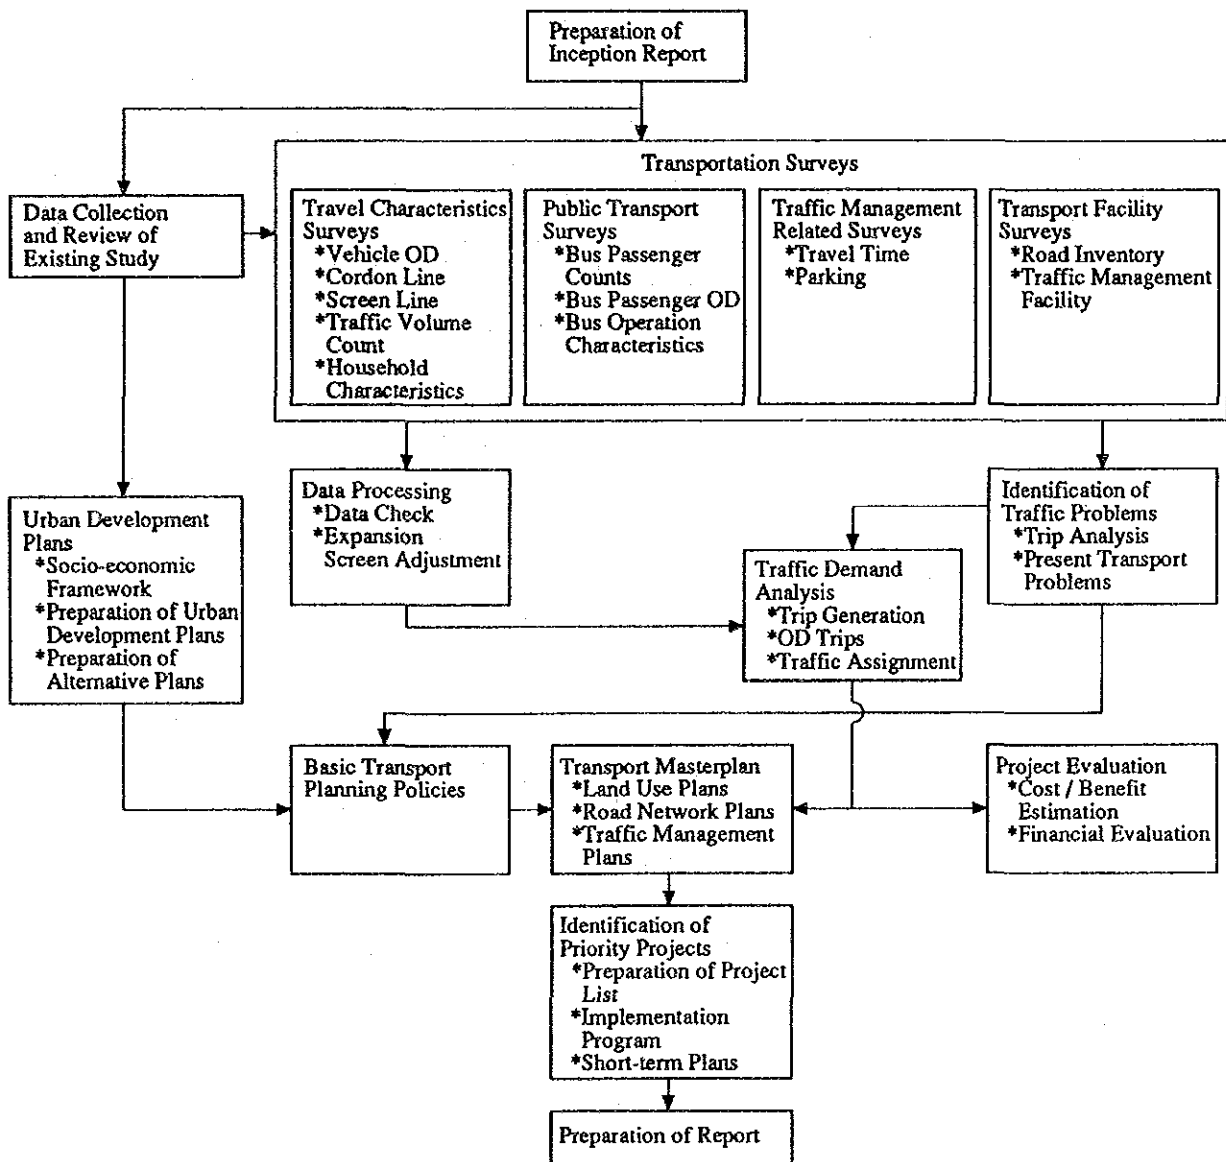 Preparation of
Inception Report
Transportation Surveys
Data Collection
and Review of
Existing Study
Travel Characteristics
Surveys
*Vehicle OD
*Cordon Line
*Screen Line
*Traffic Volume
Count
*Household
Characteristics
Public Transport
Surveys
*Bus Passenger
Counts
*Bus Passenger OD
*Bus Operation
Characteristics
Traffic Management
Related Surveys
*Travel Time
*Parking
Transport Facility
Surveys
*Road Inventory
*Traffic Management
Facility
Urban Development
Plans
*Socio-economic
Framework
*Preparation of Urban
Development Plans
*Preparation of
Alternative Plans
Data Processing
*Data Check
*Expansion
Screen Adjustment
Traffic Demand
Analysis
*Trip Generation
*OD Trips
*Traffic Assignment
Identification of
Traffic Problems
*Trip Analysis
*Present Transport
Problems
Basic Transport
Planning Policies
Transport Masterplan
*Land Use Plans
*Road Network Plans
*Traffic Management
Plans
Project Evaluation
*Cost / Benefit
Estimation
*Financial Evaluation
Identification of
Priority Projects
*Preparation of Project
List
*Implementation
Program
*Short-term Plans
Preparation of Report